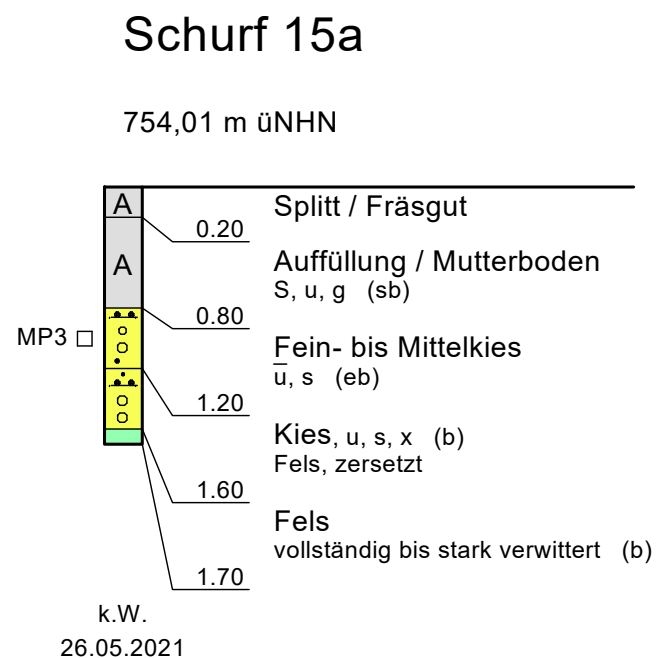 Schurf 15a
754,01 m üNHN
A
Splitt / Fräsgut
0.20
A
Auffüllung / Mutterboden
S, u, g (sb)
0.80
MP3
Fein- bis Mittelkies
u̅, s (eb)
1.20
Kies, u, s, x (b)
Fels, zersetzt
1.60
Fels
vollständig bis stark verwittert (b)
1.70
k.W.
26.05.2021